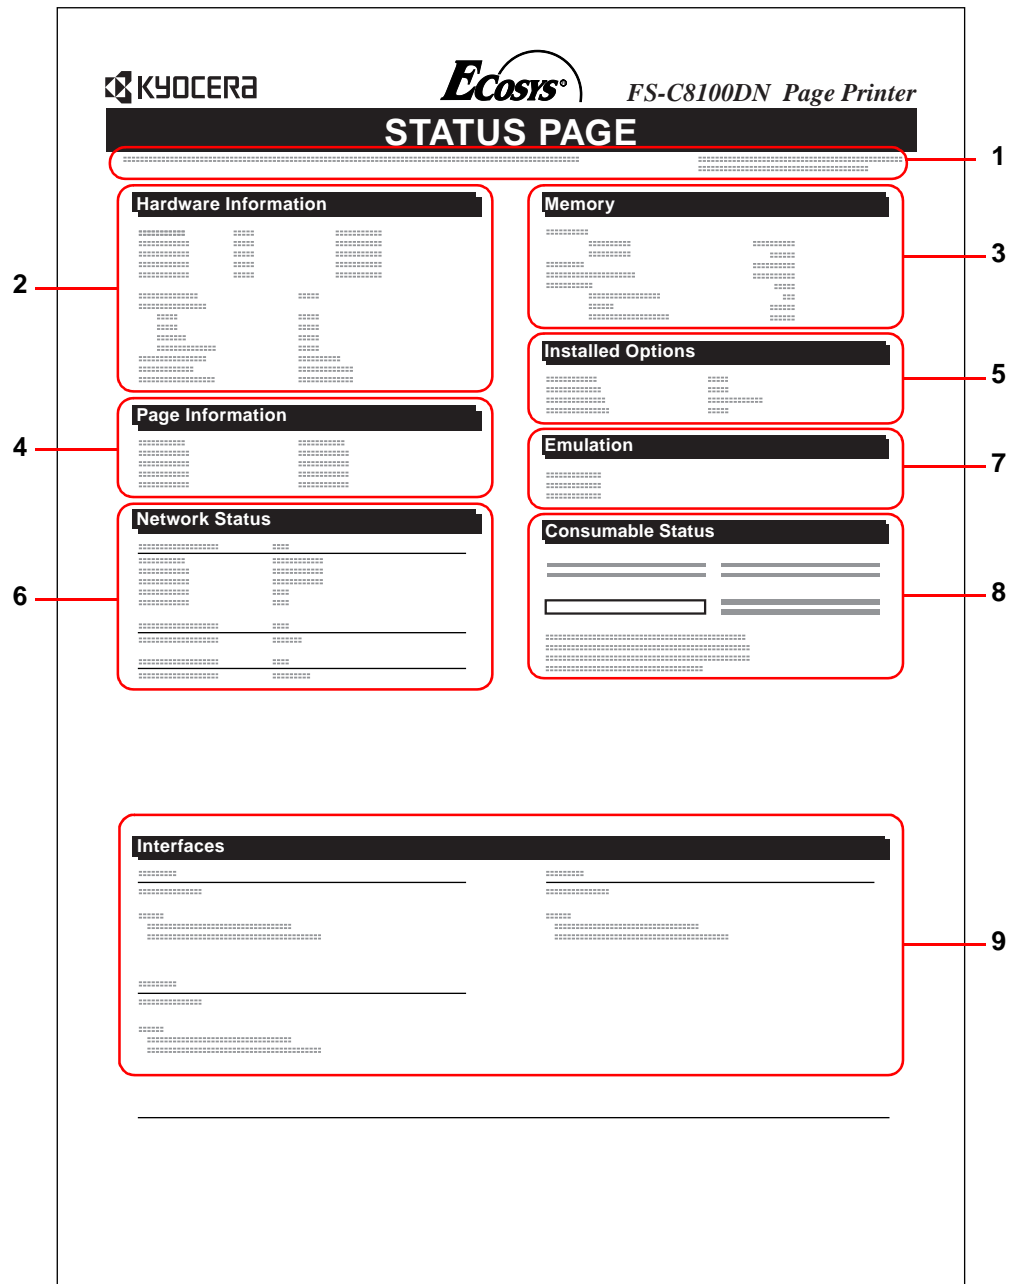 KYOCERA
ECOSYS
FS-C8100DN Page Printer
STATUS PAGE
1
Hardware Information
Memory
2
3
Installed Options
5
Page Information
4
Emulation
7
Network Status
Consumable Status
6
8
Interfaces
9